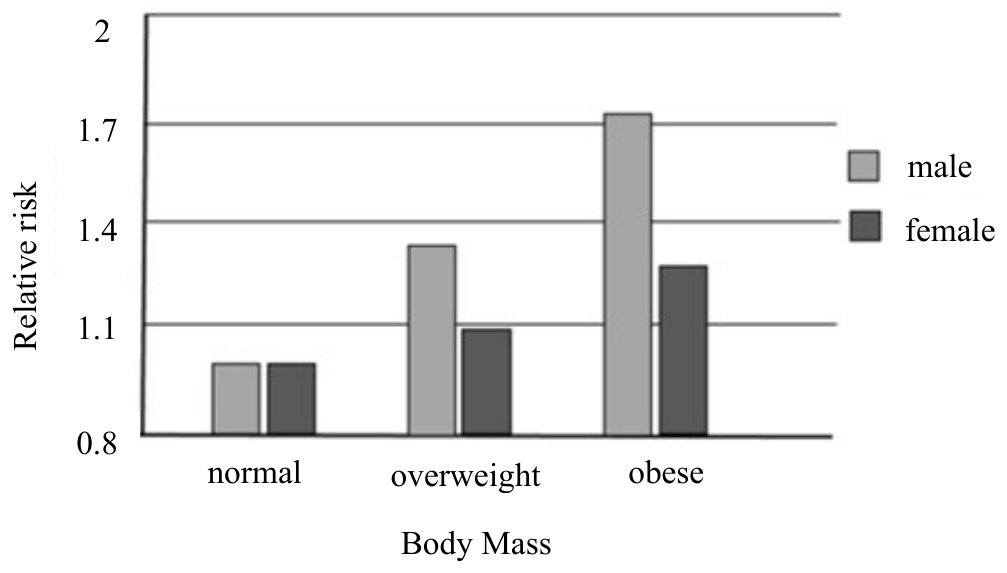 2
1.7
1.4
1.1
0.8
Relative risk
normal overweight obese
Body Mass
male
female